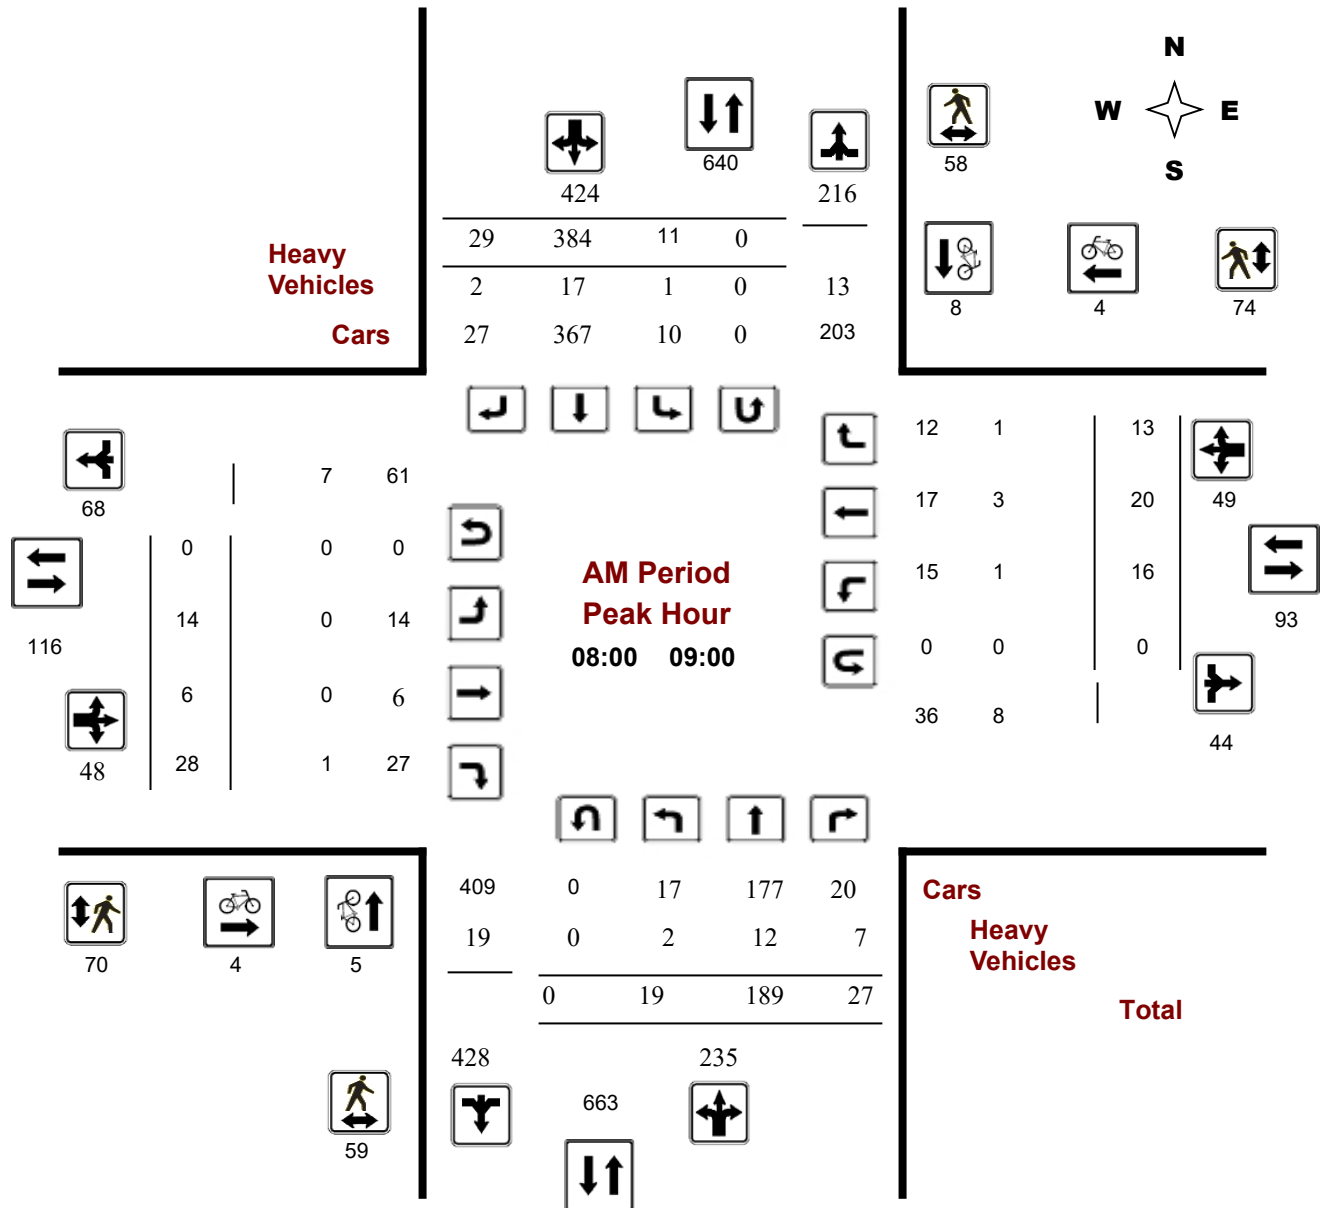 N
W E
S
640
58
424 216
29 384 11 0
Heavy
Vehicles
2 17 1 0 13
8 4 74
Cars
27 367 10 0 203
12 1 13
7 61
68
17 3 20 49
0 0 0
AM Period
15 1 16
Peak Hour
14 0 14
93
116
08:00 09:00
0 0 0
6 0 6
36 8
44
48 28 1 27
409 0 17 177 20
Cars
19 0 2 12 7
Heavy
Vehicles
70 4 5
0 19 189 27
Total
428 235
663
59